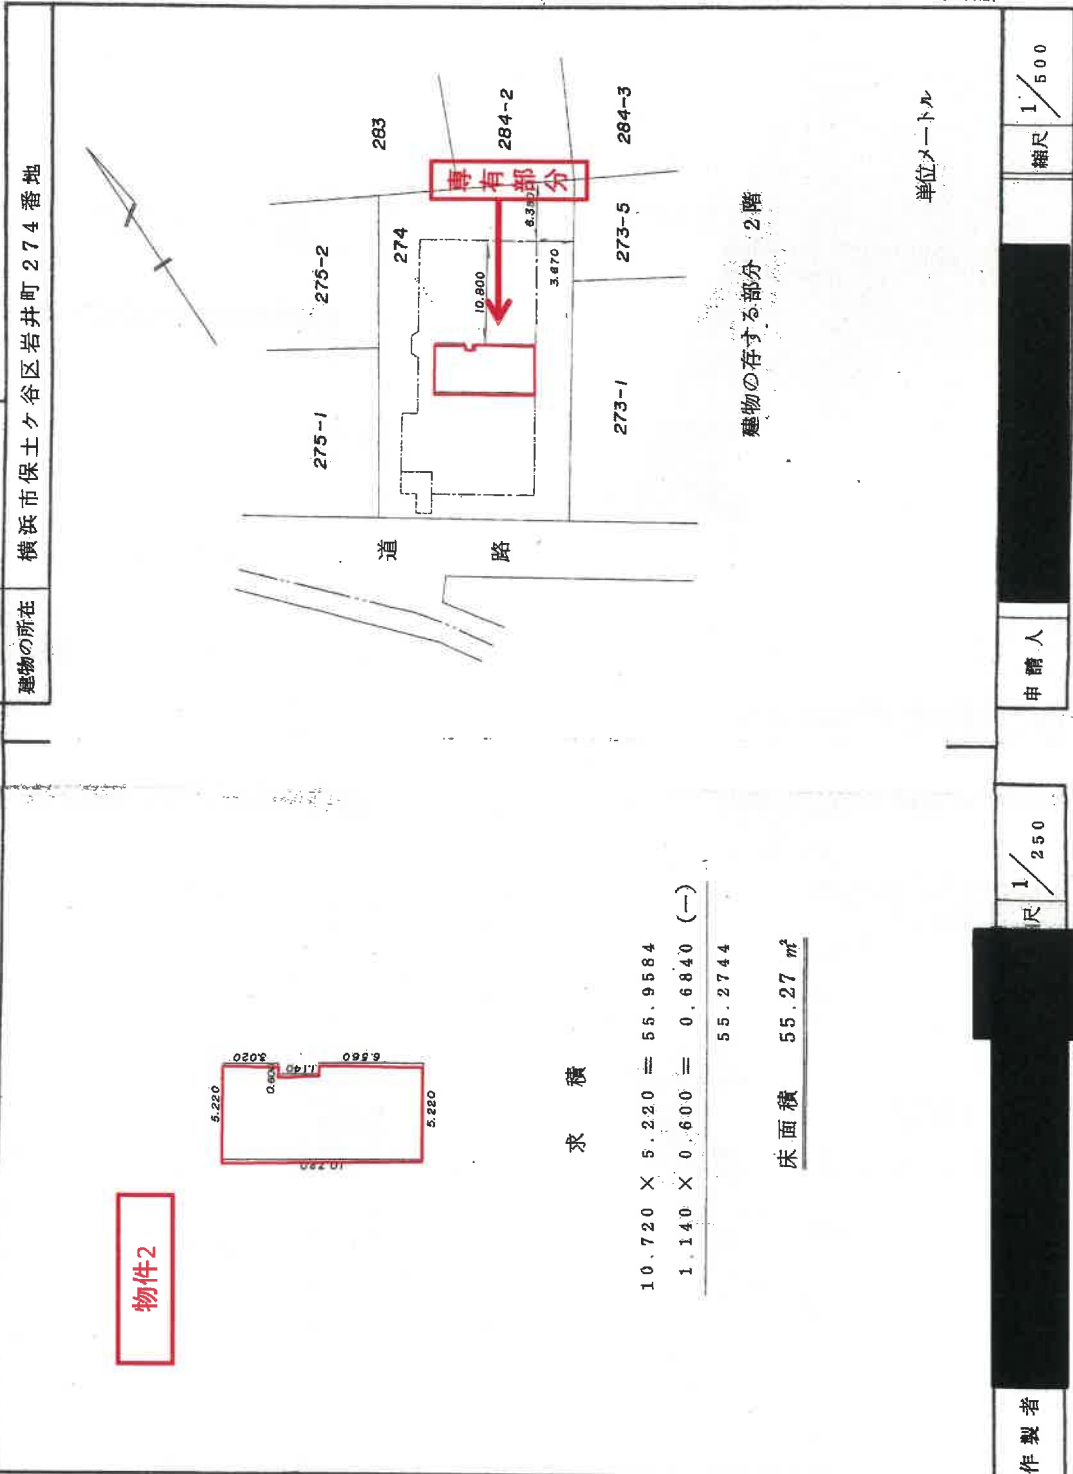 建物の所在 横浜市保土ヶ谷区岩井町274番地
物件2
5.220
3.020
0.600
1.140
6.560
10.720
5.220
求積
10.720 × 5.220 = 55.9584
1.140 × 0.600 = 0.6840 (一)
55.2744
床面積 55.27 ㎡
275-1
275-2
274
283
284-2
284-3
273-5
273-1
専有部分
10.800
3.670
道路
建物の存する部分 2階
単位メートル
作製者
尺 1/250
申請人
縮尺 1/500